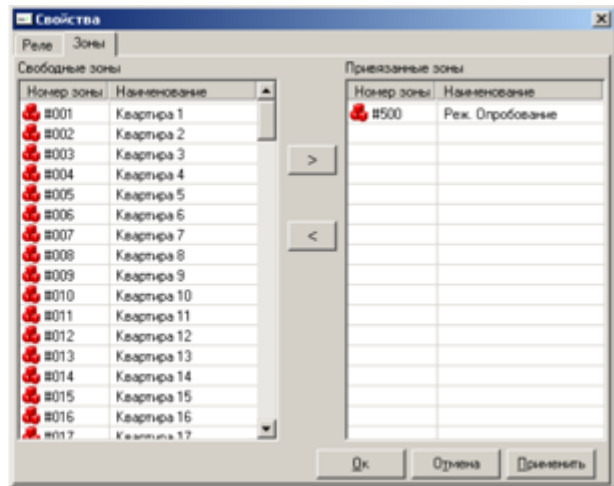 Свойства
Реле Зоны
Свободные зоны
Номер зоны Наименование
#001 Квартира 1
#002 Квартира 2
#003 Квартира 3
#004 Квартира 4
#005 Квартира 5
#006 Квартира 6
#007 Квартира 7
#008 Квартира 8
#009 Квартира 9
#010 Квартира 10
#011 Квартира 11
#012 Квартира 12
#013 Квартира 13
#014 Квартира 14
#015 Квартира 15
#016 Квартира 16
#017 Квартира 17
>
<
Привязанные зоны
Номер зоны Наименование
#500 Реж. Опробование
Ок Отмена Применить